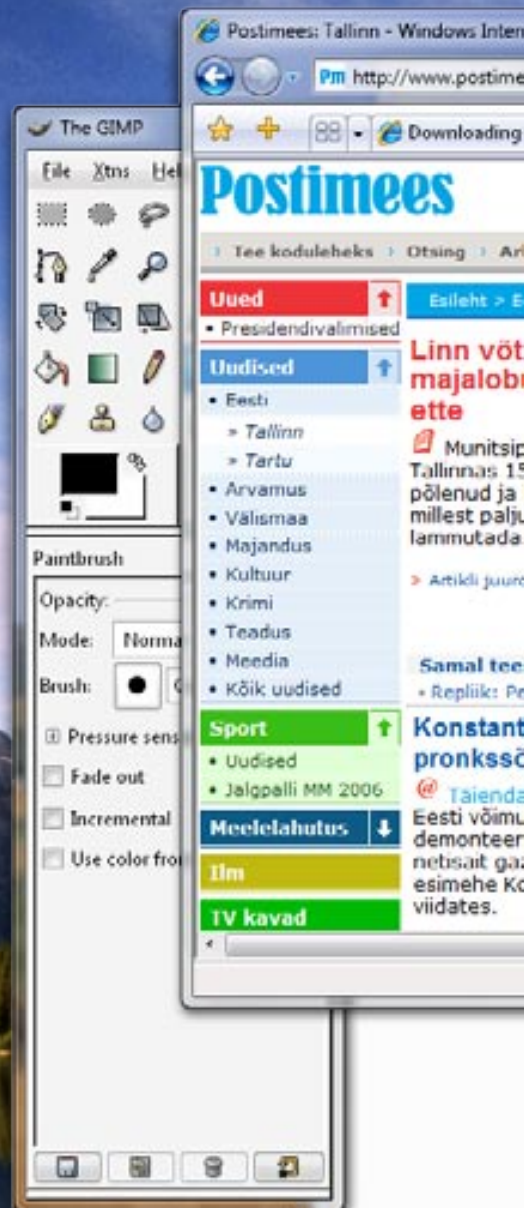 Postimees: Tallinn - Windows Intern
Pm http://www.postime
Downloading
The GIMP
File Xtns Hel
Paintbrush
Opacity:
Mode: Norma
Brush:
Pressure sens
Fade out
Incremental
Use color from
Postimees
Tee koduleheks Otsing Art
Uued
• Presidendivalimised
Uudised
• Eesti
» Tallinn
» Tartu
• Arvamus
• Välismaa
• Majandus
• Kultuur
• Krimi
• Teadus
• Meedia
• Kõik uudised
Sport
• Uudised
• Jalgpalli MM 2006
Meelelahutus
Ilm
TV kavad
Esileht > E
Linn võt
majalobr
ette
Munitsip
Tallinnas 15
põlenud ja
millest palju
lammutada
> Artikli juurd
Samal tee
• Repliik: Pe
Konstant
pronkssõ
@ Täienda
Eesti võimu
demonteer
netisait gaz
esimehe Ko
viidates.